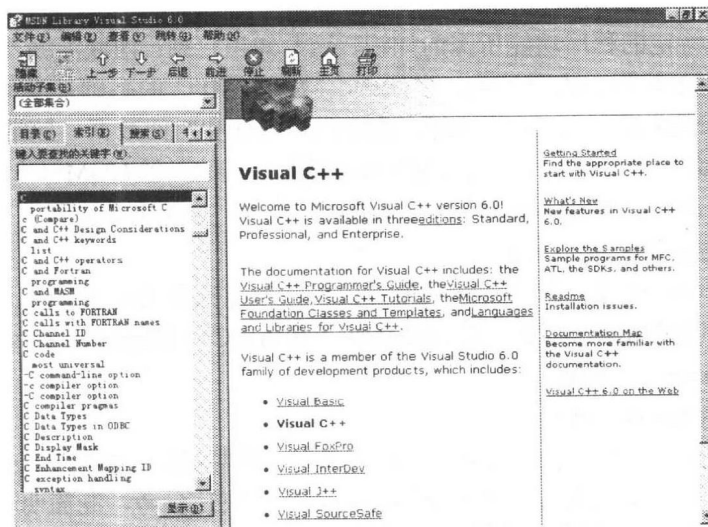 MSDN Library Visual Studio 6.0
文件(F) 编辑(E) 查看(V) 跳转(G) 帮助(H)
隐藏 上一步 下一步 后退 前进 停止 刷新 主页 打印
活动子集(B)
(全部集合)
目录(C) 索引(N) 搜索(S)
键入要查找的关键字(W):
C
portability of Microsoft C
c (Compare)
C and C++ Design Considerations
C and C++ keywords
list
C and C++ operators
C and Fortran
programming
C and MASM
programming
C calls to FORTRAN
C calls with FORTRAN names
C Channel ID
C Channel Number
C code
most universal
-C command-line option
-c compiler option
-C compiler option
C compiler pragmas
C Data Types
C Data Types in ODBC
C Description
C Display Mask
C End Time
C Enhancement Mapping ID
C exception handling
syntax
显示(D)
Visual C++
Welcome to Microsoft Visual C++ version 6.0!
Visual C++ is available in threeeditions: Standard,
Professional, and Enterprise.
The documentation for Visual C++ includes: the
Visual C++ Programmer's Guide, theVisual C++
User's Guide,Visual C++ Tutorials, theMicrosoft
Foundation Classes and Templates, andLanguages
and Libraries for Visual C++.
Visual C++ is a member of the Visual Studio 6.0
family of development products, which includes:
• Visual Basic
• Visual C++
• Visual FoxPro
• Visual InterDev
• Visual J++
• Visual SourceSafe
Getting Started
Find the appropriate place to
start with Visual C++.
What's New
New features in Visual C++
6.0.
Explore the Samples
Sample programs for MFC,
ATL, the SDKs, and others.
Readme
Installation issues.
Documentation Map
Become more familiar with
the Visual C++
documentation.
Visual C++ 6.0 on the Web